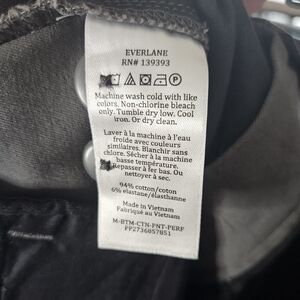 EVERLANE
RN# 139393
Machine wash cold with like
colors. Non-chlorine bleach
only. Tumble dry low. Cool
iron. Or dry clean.
Laver à la machine à l'eau
froide avec couleurs
similaires. Blanchir sans
chlore. Sécher à la machine
basse température.
Repasser à fer bas. Ou
nettoyer à sec.
94% cotton/coton
6% elastane/élasthanne
Made in Vietnam
Fabriqué au Vietnam
M-BTM-CTN-PNT-PERF
PP2736057051